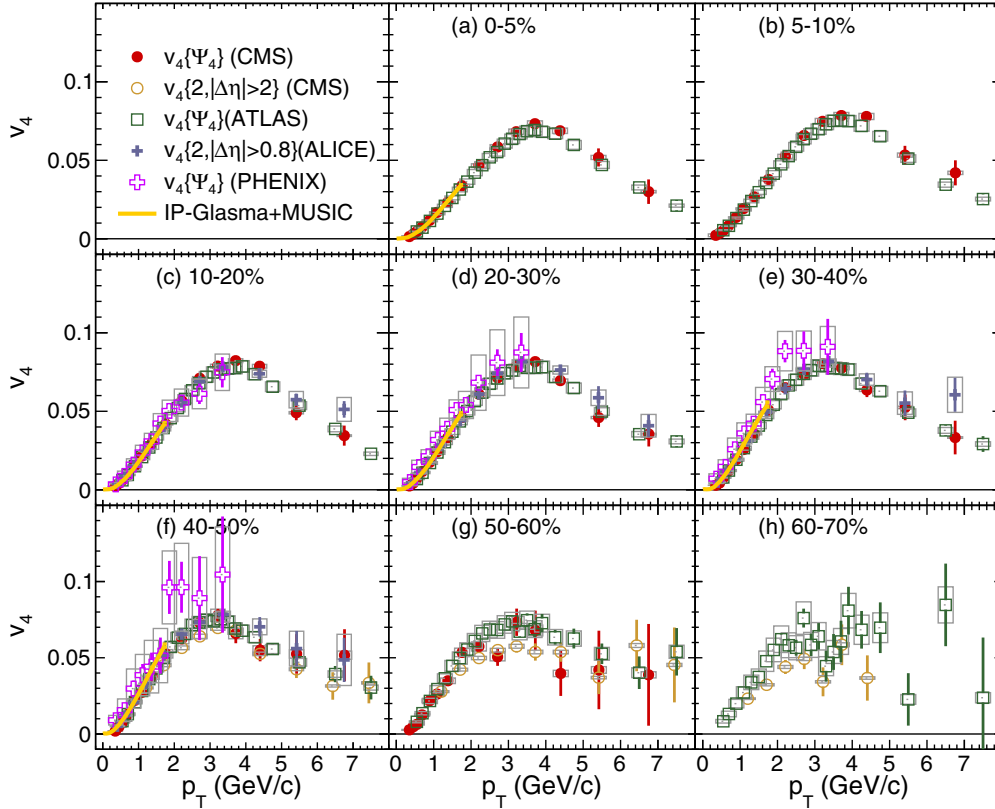 (a) 0-5%
(b) 5-10%
v₄{Ψ₄} (CMS)
v₄{2,|Δη|>2} (CMS)
v₄{Ψ₄}(ATLAS)
v₄{2,|Δη|>0.8}(ALICE)
v₄{Ψ₄} (PHENIX)
IP-Glasma+MUSIC
v₄
0.1
0.05
0
(c) 10-20%
(d) 20-30%
(e) 30-40%
v₄
0.1
0.05
0
(f) 40-50%
(g) 50-60%
(h) 60-70%
v₄
0.1
0.05
0
0 1 2 3 4 5 6 7
0 1 2 3 4 5 6 7
0 1 2 3 4 5 6 7
p_T (GeV/c)
p_T (GeV/c)
p_T (GeV/c)